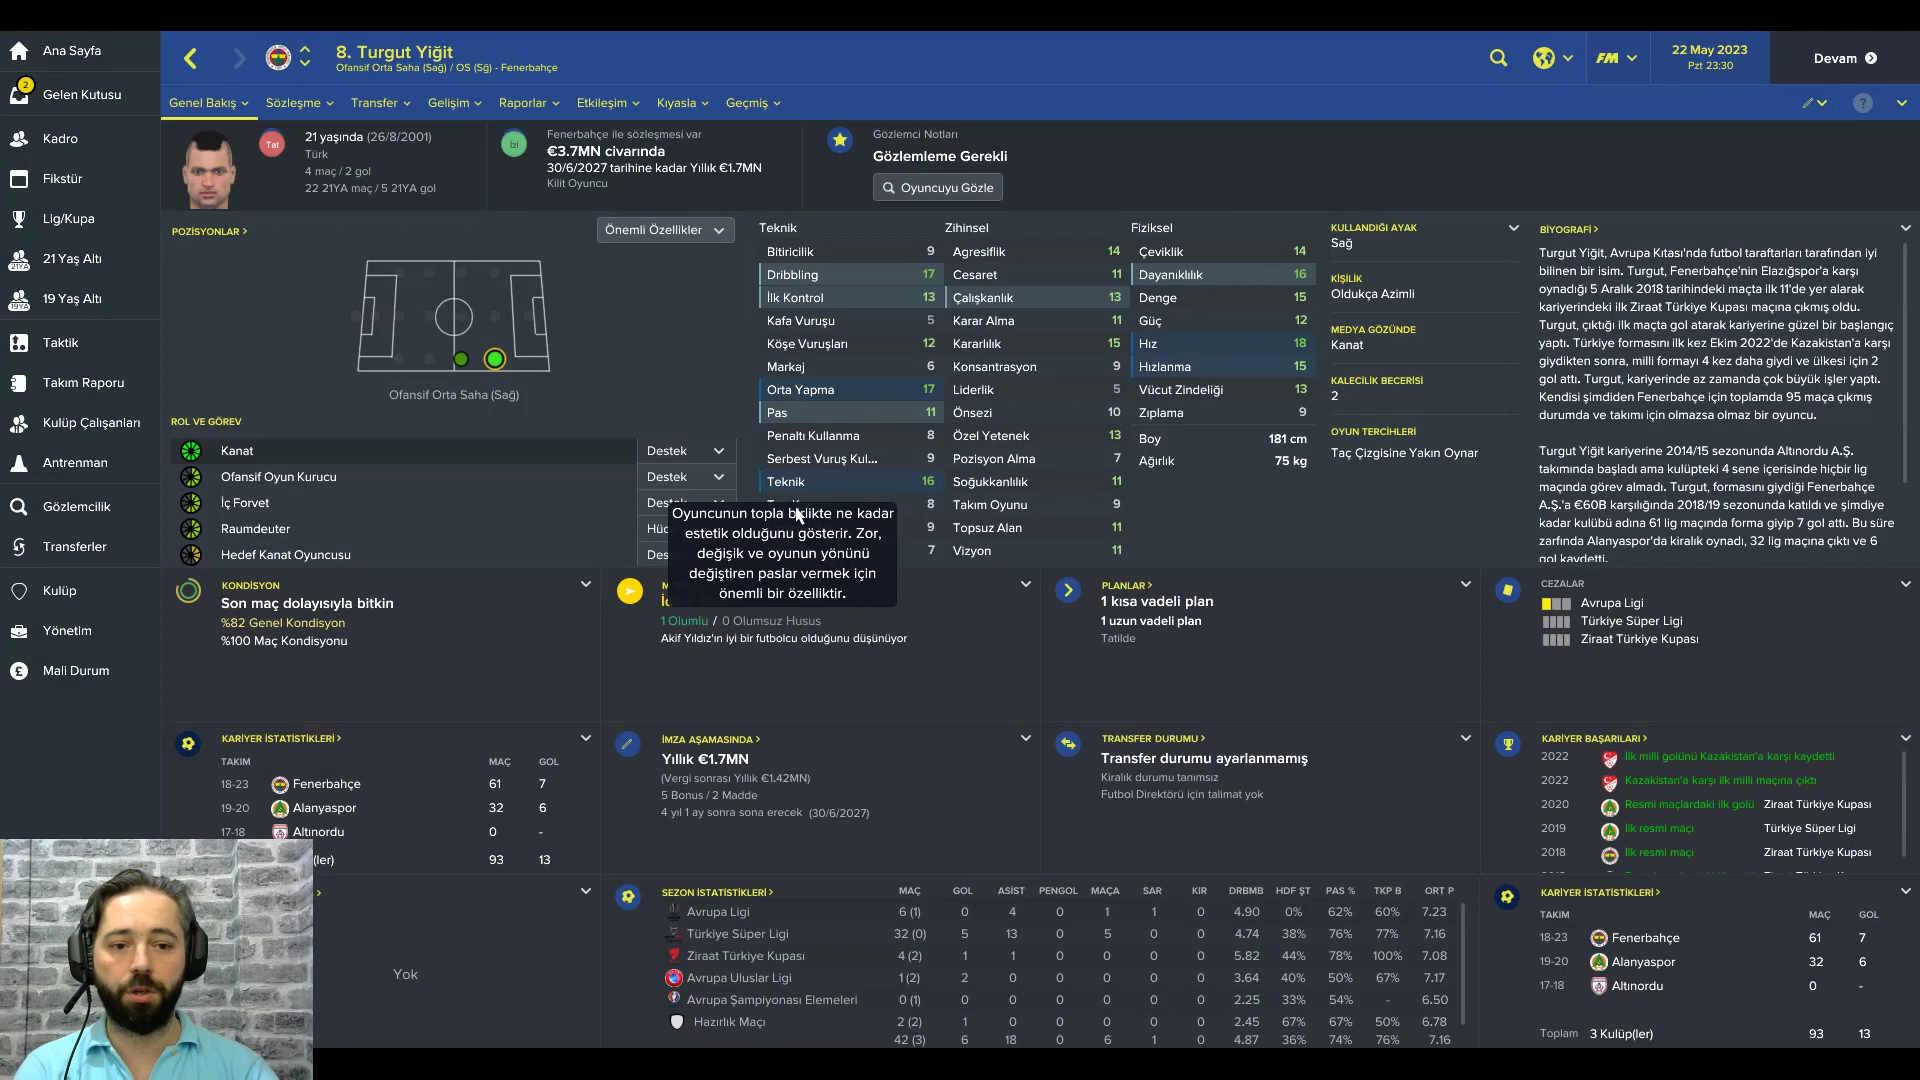 Ana Sayfa
2
Gelen Kutusu
Kadro
Fikstür
Lig/Kupa
21YA
21 Yaş Altı
19YA
19 Yaş Altı
Taktik
Takım Raporu
Kulüp Çalışanları
Antrenman
Gözlemcilik
Transferler
Kulüp
Yönetim
Mali Durum
8. Turgut Yiğit
Ofansif Orta Saha (Sağ) / OS (Sğ) - Fenerbahçe
FM
22 May 2023
Pzt 23:30
Devam
Genel Bakış
Sözleşme
Transfer
Gelişim
Raporlar
Etkileşim
Kıyasla
Geçmiş
?
Tat
21 yaşında (26/8/2001)
Türk
4 maç / 2 gol
22 21YA maç / 5 21YA gol
İzl
Fenerbahçe ile sözleşmesi var
€3.7MN civarında
30/6/2027 tarihine kadar Yıllık €1.7MN
Kilit Oyuncu
Gözlemci Notları
Gözlemleme Gerekli
Oyuncuyu Gözle
POZİSYONLAR >
Önemli Özellikler
Ofansif Orta Saha (Sağ)
ROL VE GÖREV
Kanat Destek
Ofansif Oyun Kurucu Destek
İç Forvet Destek
Raumdeuter Hüc
Hedef Kanat Oyuncusu Des
Teknik
Bitiricilik 9
Dribbling 17
İlk Kontrol 13
Kafa Vuruşu 5
Köşe Vuruşları 12
Markaj 6
Orta Yapma 17
Pas 11
Penaltı Kullanma 8
Serbest Vuruş Kul... 9
Teknik 16
8
9
7
Oyuncunun topla birlikte ne kadar
estetik olduğunu gösterir. Zor,
değişik ve oyunun yönünü
değiştiren paslar vermek için
önemli bir özelliktir.
Zihinsel
Agresiflik 14
Cesaret 11
Çalışkanlık 13
Karar Alma 11
Kararlılık 15
Konsantrasyon 9
Liderlik 5
Önsezi 10
Özel Yetenek 13
Pozisyon Alma 7
Soğukkanlılık 11
Takım Oyunu 9
Topsuz Alan 11
Vizyon 11
Fiziksel
Çeviklik 14
Dayanıklılık 16
Denge 15
Güç 12
Hız 18
Hızlanma 15
Vücut Zindeliği 13
Zıplama 9
Boy 181 cm
Ağırlık 75 kg
KULLANDIĞI AYAK
Sağ
KİŞİLİK
Oldukça Azimli
MEDYA GÖZÜNDE
Kanat
KALECİLİK BECERİSİ
2
OYUN TERCİHLERİ
Taç Çizgisine Yakın Oynar
BİYOGRAFİ >
Turgut Yiğit, Avrupa Kıtası'nda futbol taraftarları tarafından iyi
bilinen bir isim. Turgut, Fenerbahçe'nin Elazığspor'a karşı
oynadığı 5 Aralık 2018 tarihindeki maçta ilk 11'de yer alarak
kariyerindeki ilk Ziraat Türkiye Kupası maçına çıkmış oldu.
Turgut, çıktığı ilk maçta gol atarak kariyerine güzel bir başlangıç
yaptı. Türkiye formasını ilk kez Ekim 2022'de Kazakistan'a karşı
giydikten sonra, milli formayı 4 kez daha giydi ve ülkesi için 2
gol attı. Turgut, kariyerinde az zamanda çok büyük işler yaptı.
Kendisi şimdiden Fenerbahçe için toplamda 95 maça çıkmış
durumda ve takımı için olmazsa olmaz bir oyuncu.
Turgut Yiğit kariyerine 2014/15 sezonunda Altınordu A.Ş.
takımında başladı ama kulüpteki 4 sene içerisinde hiçbir lig
maçında görev almadı. Turgut, formasını giydiği Fenerbahçe
A.Ş.'a €60B karşılığında 2018/19 sezonunda katıldı ve şimdiye
kadar kulübü adına 61 lig maçında forma giyip 7 gol attı. Bu süre
zarfında Alanyaspor'da kiralık oynadı, 32 lig maçına çıktı ve 6
gol kaydetti.
KONDİSYON
Son maç dolayısıyla bitkin
%82 Genel Kondisyon
%100 Maç Kondisyonu
1 Olumlu / 0 Olumsuz Husus
Akif Yıldız'ın iyi bir futbolcu olduğunu düşünüyor
PLANLAR >
1 kısa vadeli plan
1 uzun vadeli plan
Tatilde
CEZALAR
Avrupa Ligi
Türkiye Süper Ligi
Ziraat Türkiye Kupası
KARİYER İSTATİSTİKLERİ >
TAKIM MAÇ GOL
18-23 Fenerbahçe 61 7
19-20 Alanyaspor 32 6
17-18 Altınordu 0 -
(ler) 93 13
>
Yok
İMZA AŞAMASINDA >
Yıllık €1.7MN
(Vergi sonrası Yıllık €1.42MN)
5 Bonus / 2 Madde
4 yıl 1 ay sonra sona erecek (30/6/2027)
TRANSFER DURUMU >
Transfer durumu ayarlanmamış
Kiralık durumu tanımsız
Futbol Direktörü için talimat yok
KARİYER BAŞARILARI >
2022 İlk milli golünü Kazakistan'a karşı kaydetti
2022 Kazakistan'a karşı ilk milli maçına çıktı
2020 Resmi maçlardaki ilk golü Ziraat Türkiye Kupası
2019 İlk resmi maçı Türkiye Süper Ligi
2018 İlk resmi maçı Ziraat Türkiye Kupası
SEZON İSTATİSTİKLERİ > MAÇ GOL ASİST PENGOL MAÇA SAR KIR DRBMB HDF ŞT PAS % TKP B ORT P
Avrupa Ligi 6 (1) 0 4 0 1 1 0 4.90 0% 62% 60% 7.23
Türkiye Süper Ligi 32 (0) 5 13 0 5 0 0 4.74 38% 76% 77% 7.16
Ziraat Türkiye Kupası 4 (2) 1 1 0 0 0 0 5.82 44% 78% 100% 7.08
Avrupa Uluslar Ligi 1 (2) 2 0 0 0 0 0 3.64 40% 50% 67% 7.17
Avrupa Şampiyonası Elemeleri 0 (1) 0 0 0 0 0 0 2.25 33% 54% - 6.50
Hazırlık Maçı 2 (2) 1 0 0 0 0 0 2.45 67% 67% 50% 6.78
42 (3) 6 18 0 6 1 0 4.87 36% 74% 76% 7.16
KARİYER İSTATİSTİKLERİ >
TAKIM MAÇ GOL
18-23 Fenerbahçe 61 7
19-20 Alanyaspor 32 6
17-18 Altınordu 0 -
Toplam 3 Kulüp(ler) 93 13